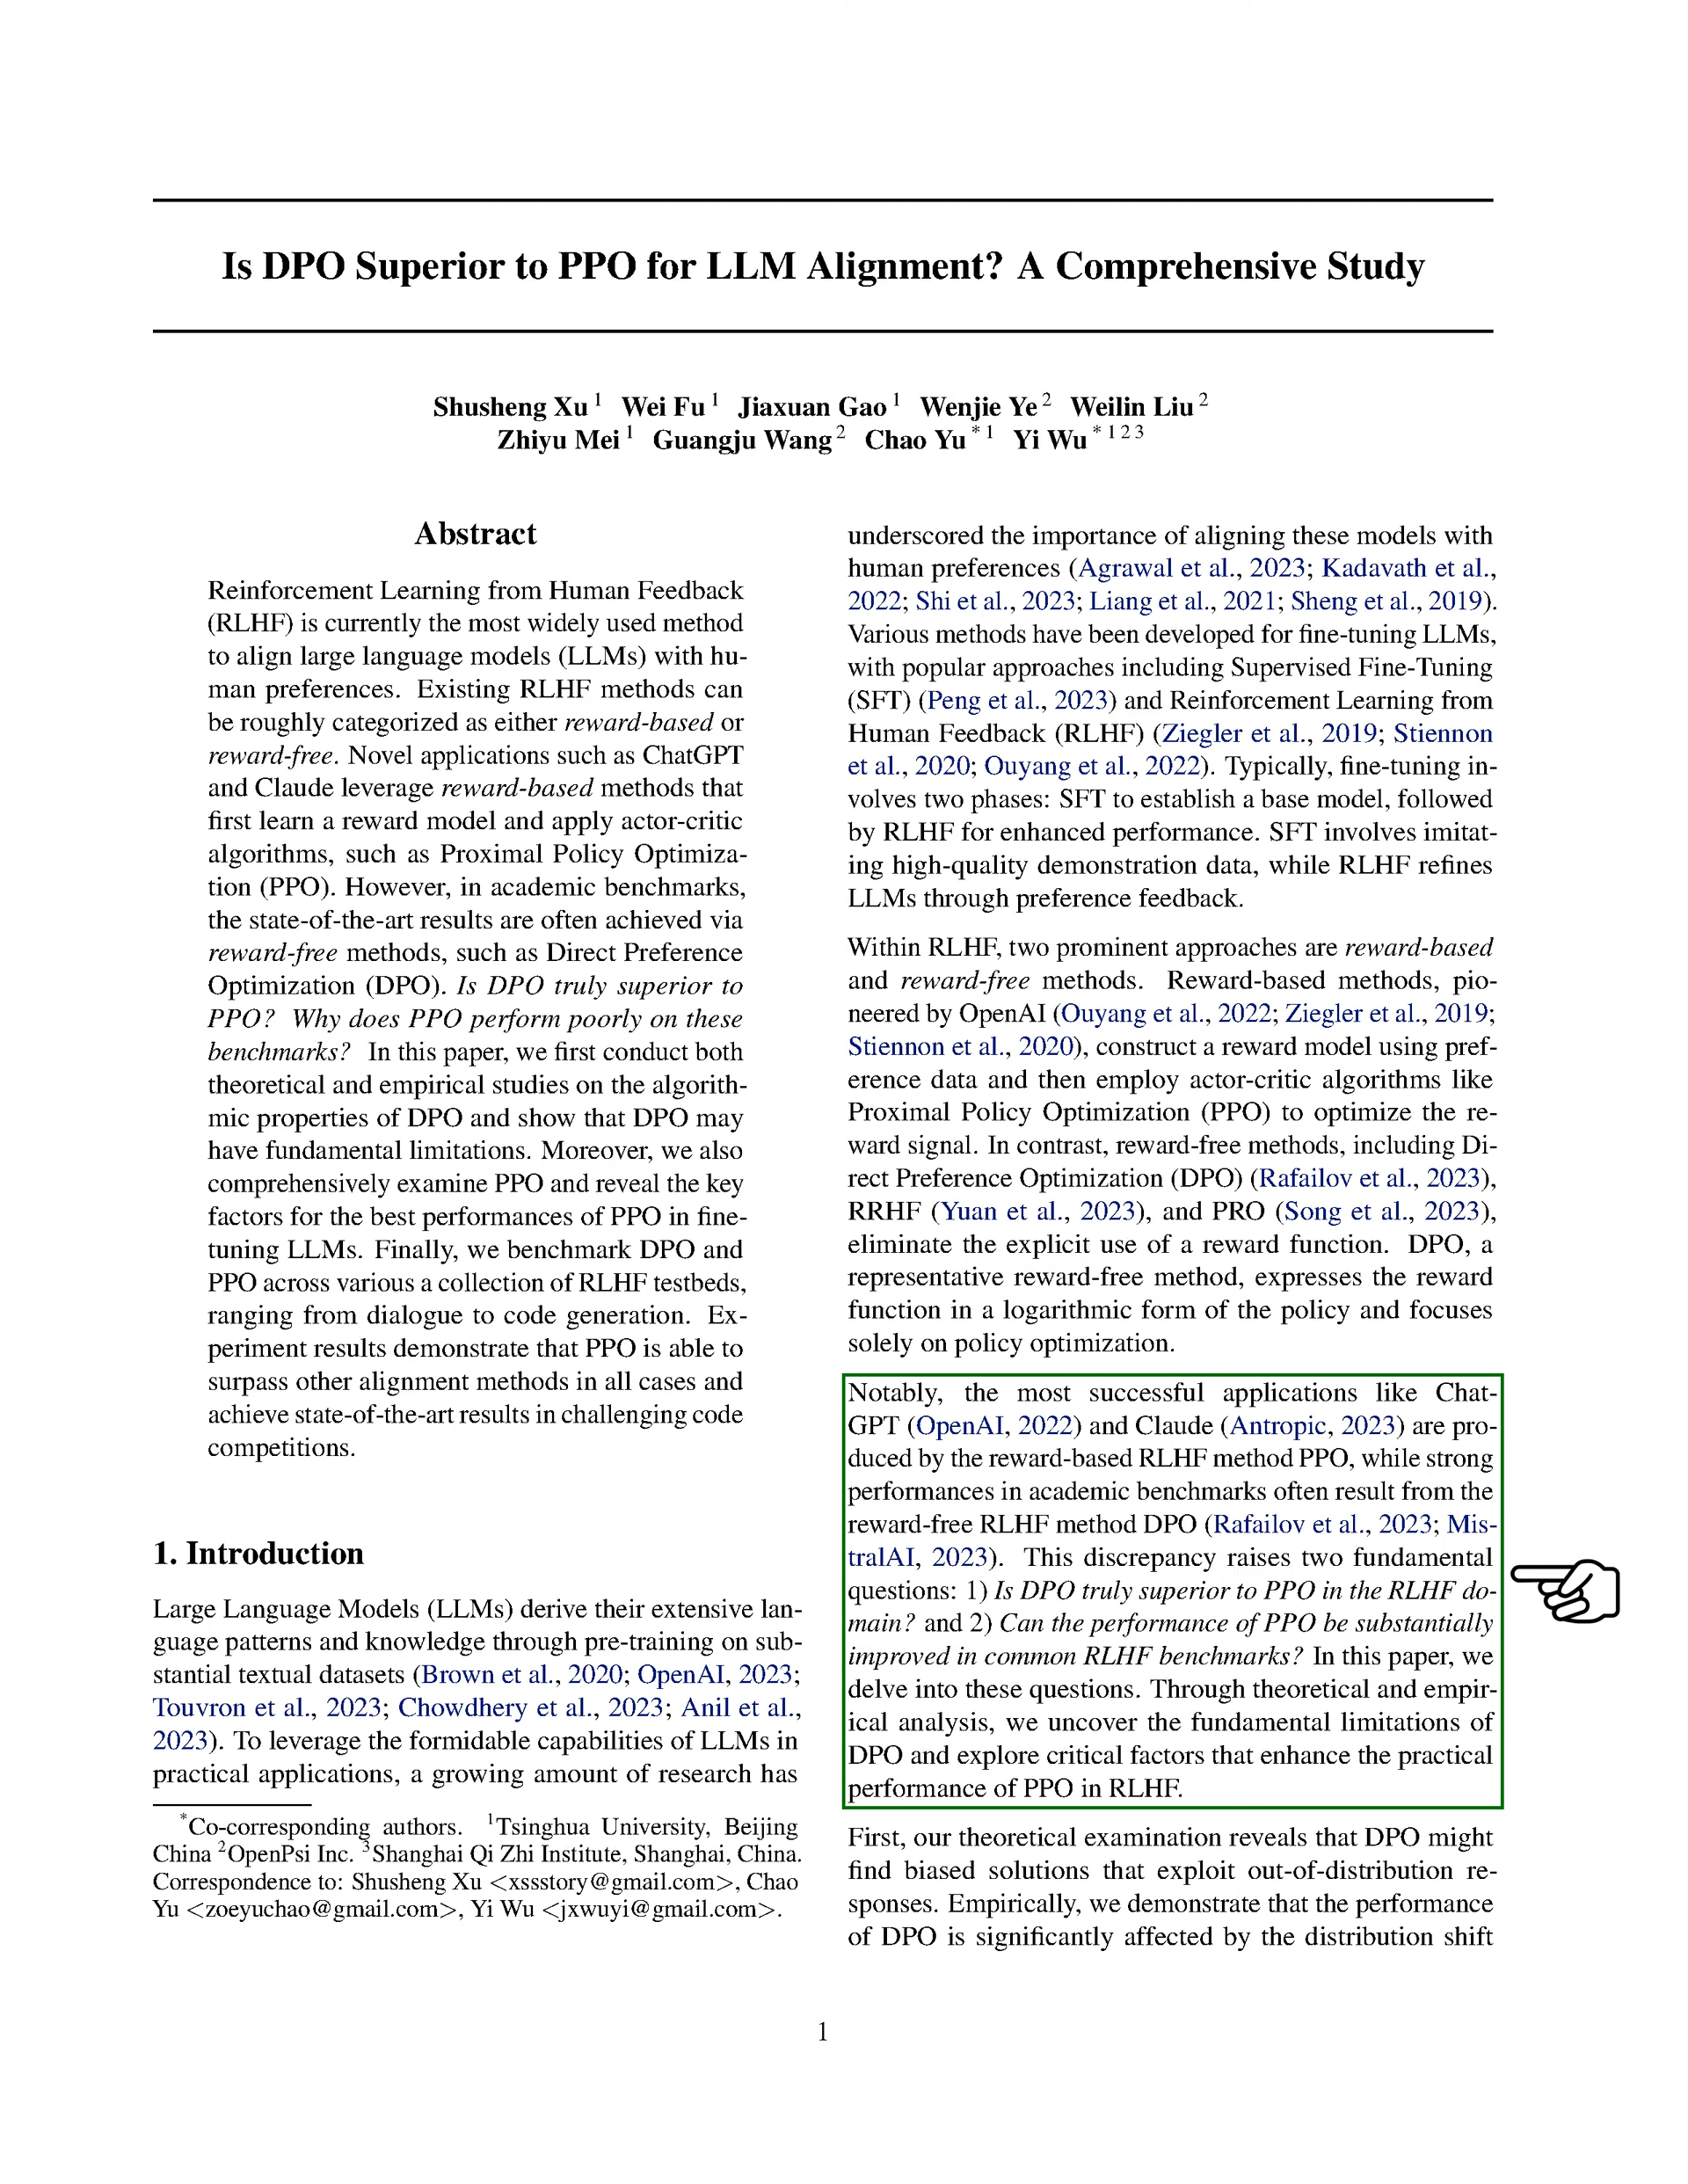 Is DPO Superior to PPO for LLM Alignment? A Comprehensive Study
Shusheng Xu 1 Wei Fu 1 Jiaxuan Gao 1 Wenjie Ye 2 Weilin Liu 2
Zhiyu Mei 1 Guangju Wang 2 Chao Yu * 1 Yi Wu * 1 2 3
Abstract
Reinforcement Learning from Human Feedback
(RLHF) is currently the most widely used method
to align large language models (LLMs) with hu-
man preferences. Existing RLHF methods can
be roughly categorized as either reward-based or
reward-free. Novel applications such as ChatGPT
and Claude leverage reward-based methods that
first learn a reward model and apply actor-critic
algorithms, such as Proximal Policy Optimiza-
tion (PPO). However, in academic benchmarks,
the state-of-the-art results are often achieved via
reward-free methods, such as Direct Preference
Optimization (DPO). Is DPO truly superior to
PPO? Why does PPO perform poorly on these
benchmarks? In this paper, we first conduct both
theoretical and empirical studies on the algorith-
mic properties of DPO and show that DPO may
have fundamental limitations. Moreover, we also
comprehensively examine PPO and reveal the key
factors for the best performances of PPO in fine-
tuning LLMs. Finally, we benchmark DPO and
PPO across various a collection of RLHF testbeds,
ranging from dialogue to code generation. Ex-
periment results demonstrate that PPO is able to
surpass other alignment methods in all cases and
achieve state-of-the-art results in challenging code
competitions.
1. Introduction
Large Language Models (LLMs) derive their extensive lan-
guage patterns and knowledge through pre-training on sub-
stantial textual datasets (Brown et al., 2020; OpenAI, 2023;
Touvron et al., 2023; Chowdhery et al., 2023; Anil et al.,
2023). To leverage the formidable capabilities of LLMs in
practical applications, a growing amount of research has
*Co-corresponding authors. 1Tsinghua University, Beijing
China 2OpenPsi Inc. 3Shanghai Qi Zhi Institute, Shanghai, China.
Correspondence to: Shusheng Xu <xssstory@gmail.com>, Chao
Yu <zoeyuchao@gmail.com>, Yi Wu <jxwuyi@gmail.com>.
underscored the importance of aligning these models with
human preferences (Agrawal et al., 2023; Kadavath et al.,
2022; Shi et al., 2023; Liang et al., 2021; Sheng et al., 2019).
Various methods have been developed for fine-tuning LLMs,
with popular approaches including Supervised Fine-Tuning
(SFT) (Peng et al., 2023) and Reinforcement Learning from
Human Feedback (RLHF) (Ziegler et al., 2019; Stiennon
et al., 2020; Ouyang et al., 2022). Typically, fine-tuning in-
volves two phases: SFT to establish a base model, followed
by RLHF for enhanced performance. SFT involves imitat-
ing high-quality demonstration data, while RLHF refines
LLMs through preference feedback.
Within RLHF, two prominent approaches are reward-based
and reward-free methods. Reward-based methods, pio-
neered by OpenAI (Ouyang et al., 2022; Ziegler et al., 2019;
Stiennon et al., 2020), construct a reward model using pref-
erence data and then employ actor-critic algorithms like
Proximal Policy Optimization (PPO) to optimize the re-
ward signal. In contrast, reward-free methods, including Di-
rect Preference Optimization (DPO) (Rafailov et al., 2023),
RRHF (Yuan et al., 2023), and PRO (Song et al., 2023),
eliminate the explicit use of a reward function. DPO, a
representative reward-free method, expresses the reward
function in a logarithmic form of the policy and focuses
solely on policy optimization.
Notably, the most successful applications like Chat-
GPT (OpenAI, 2022) and Claude (Antropic, 2023) are pro-
duced by the reward-based RLHF method PPO, while strong
performances in academic benchmarks often result from the
reward-free RLHF method DPO (Rafailov et al., 2023; Mis-
tralAI, 2023). This discrepancy raises two fundamental
questions: 1) Is DPO truly superior to PPO in the RLHF do-
main? and 2) Can the performance of PPO be substantially
improved in common RLHF benchmarks? In this paper, we
delve into these questions. Through theoretical and empir-
ical analysis, we uncover the fundamental limitations of
DPO and explore critical factors that enhance the practical
performance of PPO in RLHF.
First, our theoretical examination reveals that DPO might
find biased solutions that exploit out-of-distribution re-
sponses. Empirically, we demonstrate that the performance
of DPO is significantly affected by the distribution shift
1